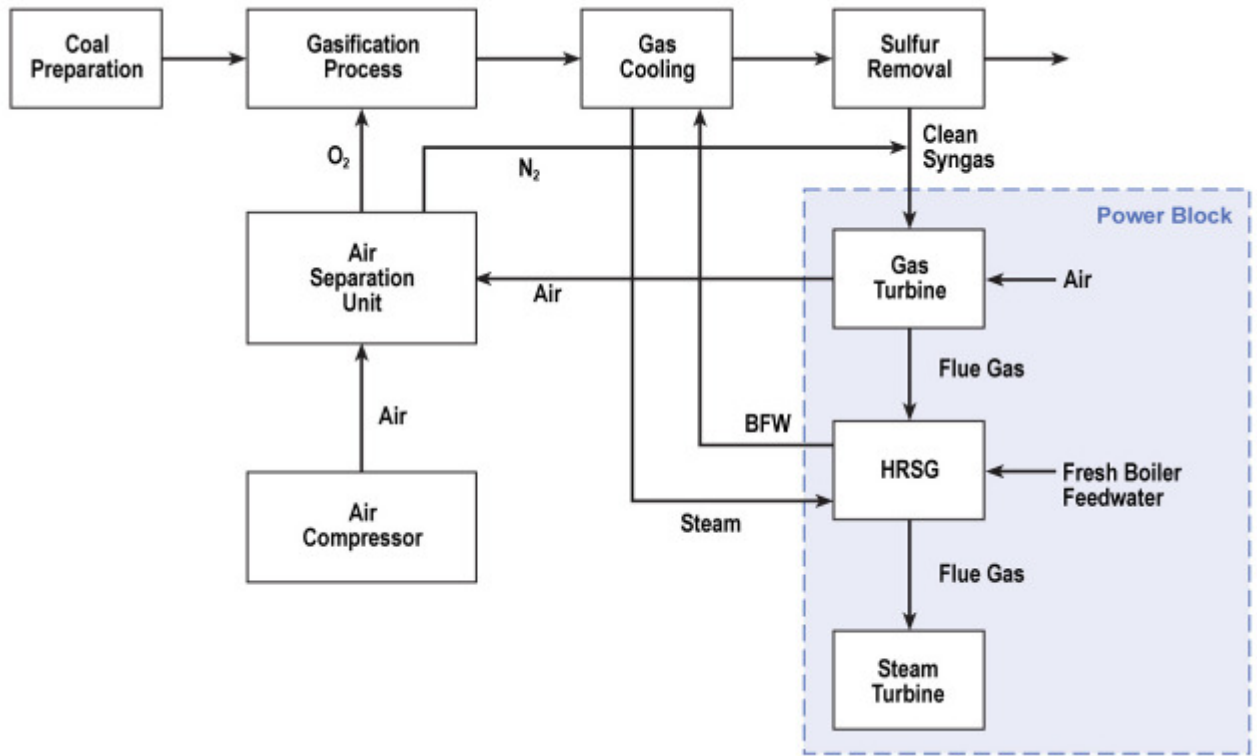 Coal
Preparation
Gasification
Process
Gas
Cooling
Sulfur
Removal
O₂
N₂
Clean
Syngas
Power Block
Air
Separation
Unit
Air
Gas
Turbine
Air
Flue Gas
Air
BFW
HRSG
Fresh Boiler
Feedwater
Air
Compressor
Steam
Flue Gas
Steam
Turbine